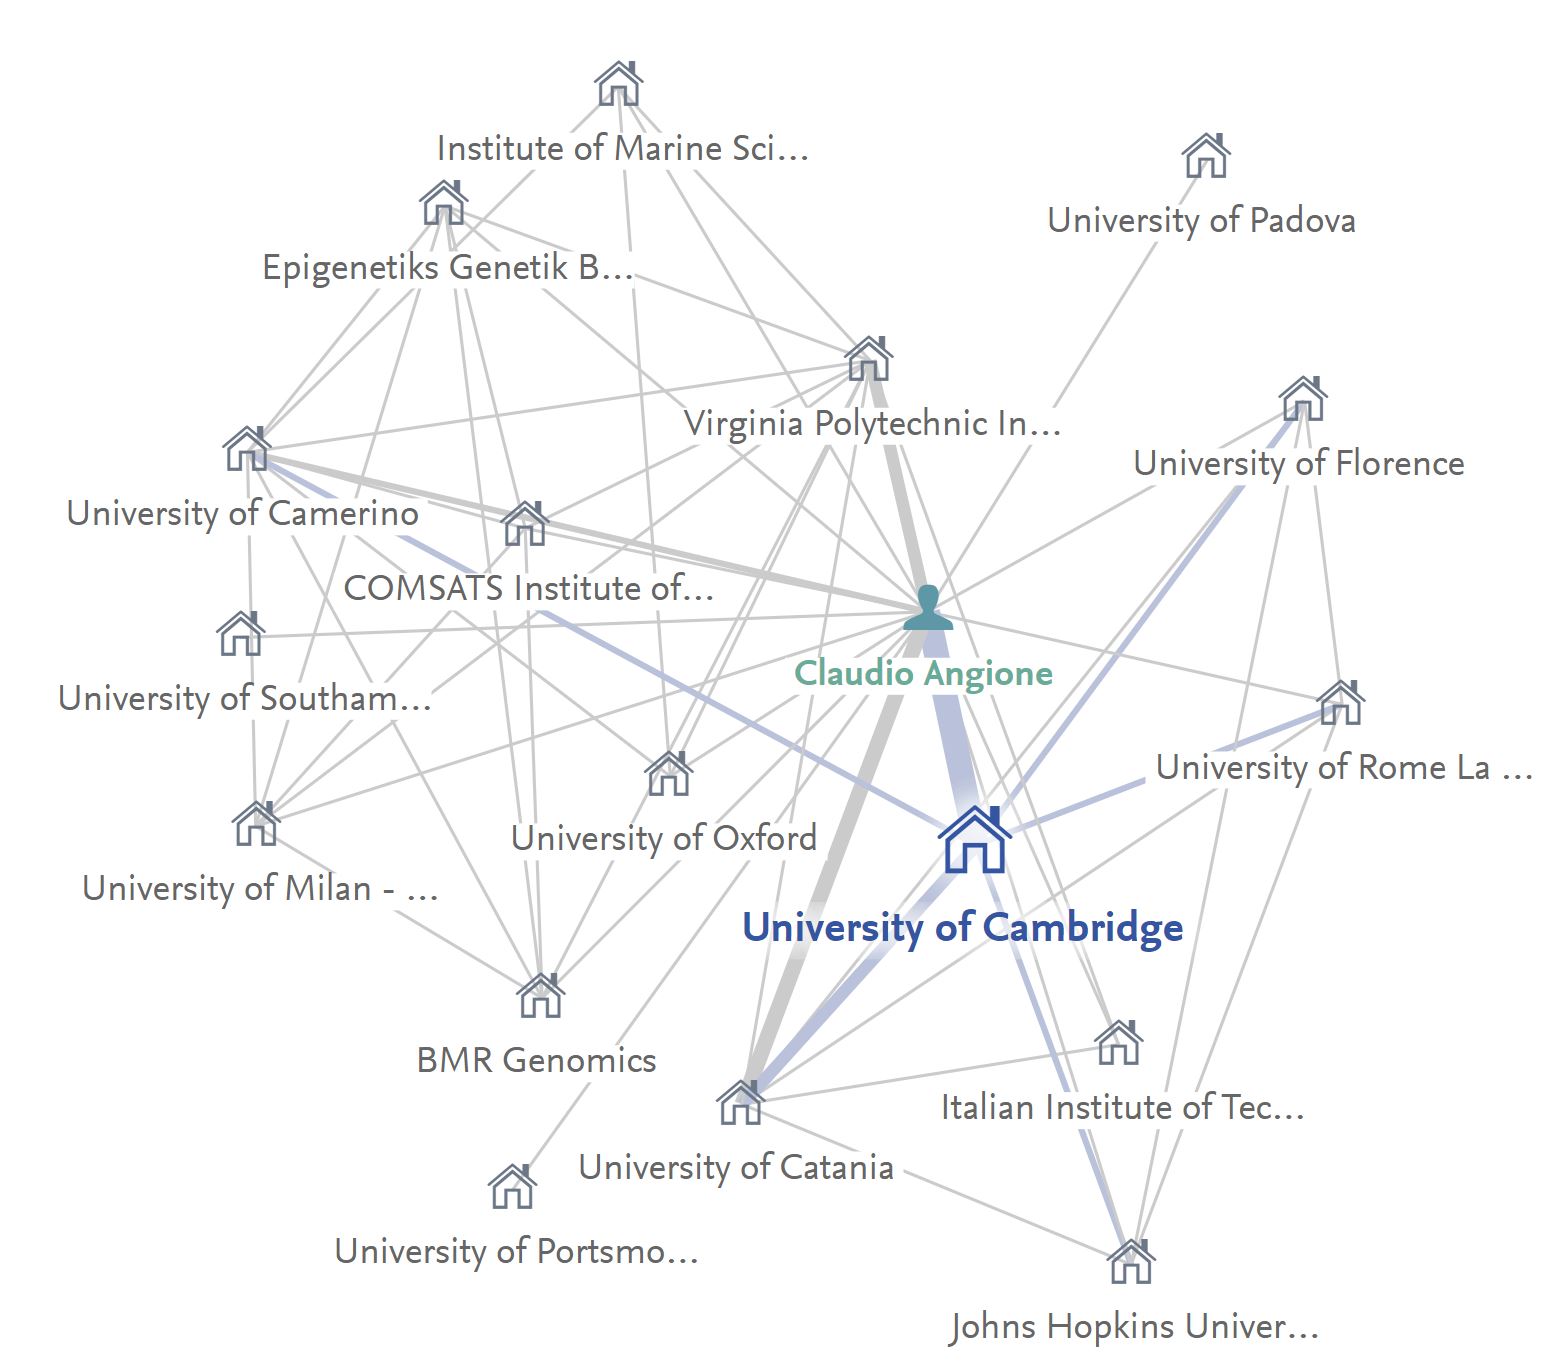 Institute of Marine Sci...
University of Padova
Epigenetiks Genetik B...
Virginia Polytechnic In...
University of Florence
University of Camerino
COMSATS Institute of...
Claudio Angione
University of Southam...
University of Rome La ...
University of Oxford
University of Milan - ...
University of Cambridge
BMR Genomics
Italian Institute of Tec...
University of Catania
University of Portsmo...
Johns Hopkins Univer...